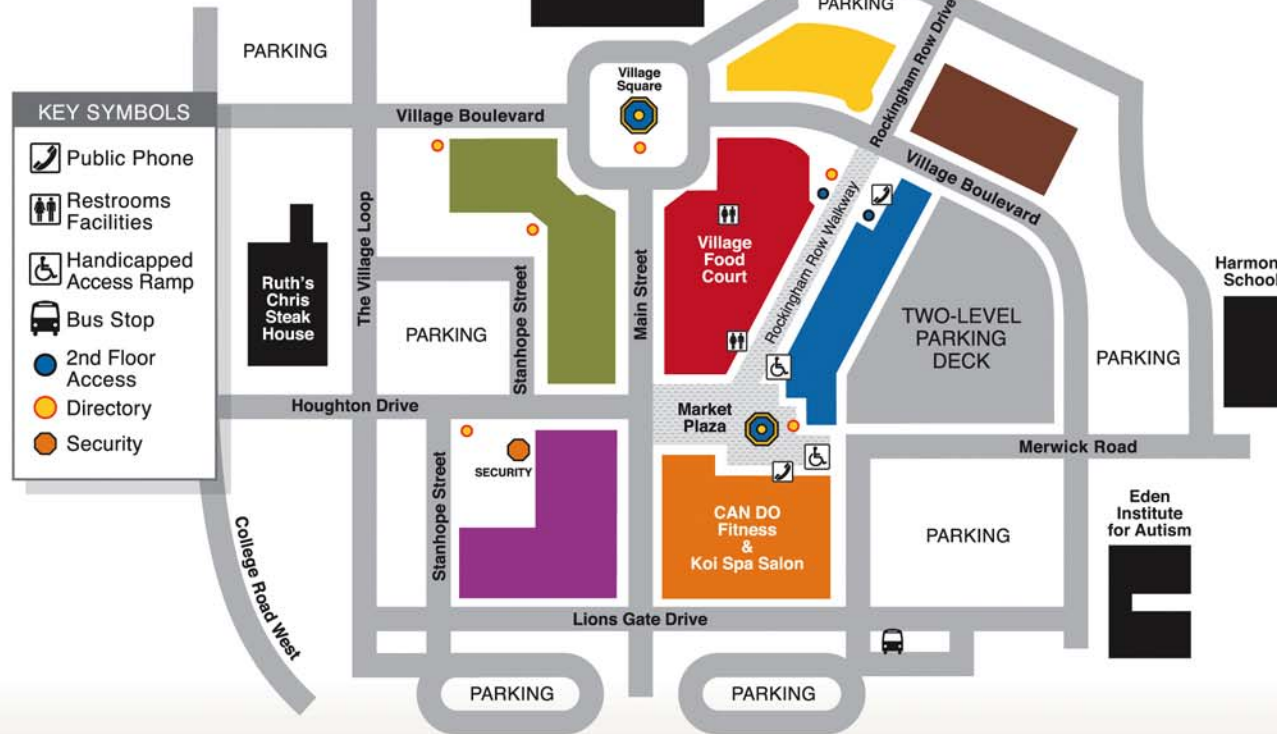 PARKING
PARKING
Village
Square
Rockingham Row Drive
KEY SYMBOLS
Public Phone
Restrooms
Facilities
Handicapped
Access Ramp
Bus Stop
2nd Floor
Access
Directory
Security
Village Boulevard
Village Boulevard
The Village Loop
Ruth's
Chris
Steak
House
PARKING
Stanhope Street
Main Street
Village
Food
Court
Rockingham Row Walkway
TWO-LEVEL
PARKING
DECK
PARKING
School
Houghton Drive
Market
Plaza
Merwick Road
SECURITY
Stanhope Street
CAN DO
Fitness
&
Koi Spa Salon
PARKING
Eden
Institute
for Autism
College Road West
Lions Gate Drive
PARKING
PARKING